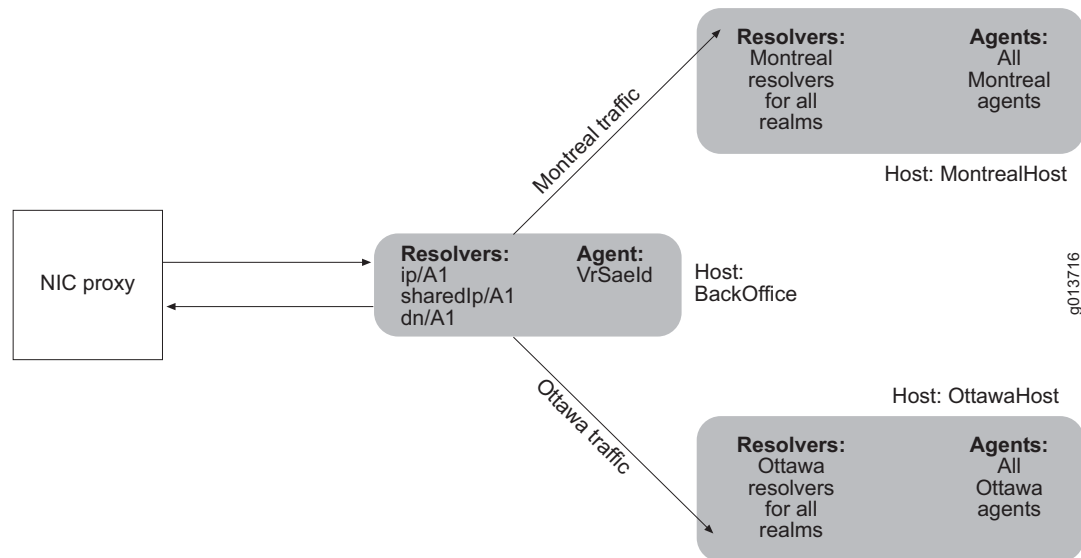 Resolvers:
Montreal
resolvers
for all
realms
Agents:
All
Montreal
agents
Host: MontrealHost
Montreal traffic
NIC proxy
Resolvers:
ip/A1
sharedIp/A1
dn/A1
Agent:
VrSaeId
Host:
BackOffice
g013716
Ottawa traffic
Host: OttawaHost
Resolvers:
Ottawa
resolvers
for all
realms
Agents:
All
Ottawa
agents